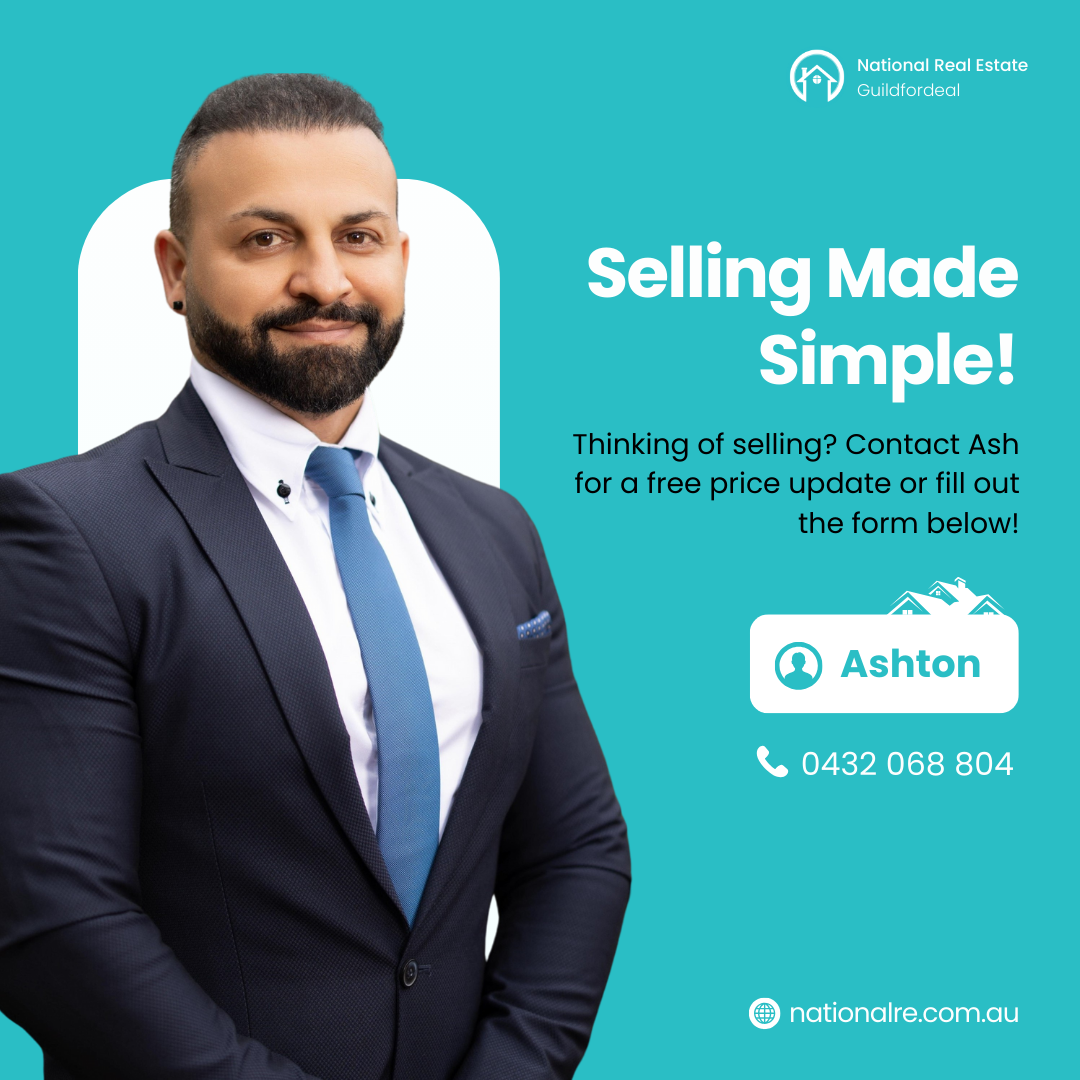 National Real Estate
Guildfordeal
Selling Made
Simple!
Thinking of selling? Contact Ash
for a free price update or fill out
the form below!
Ashton
0432 068 804
nationalre.com.au